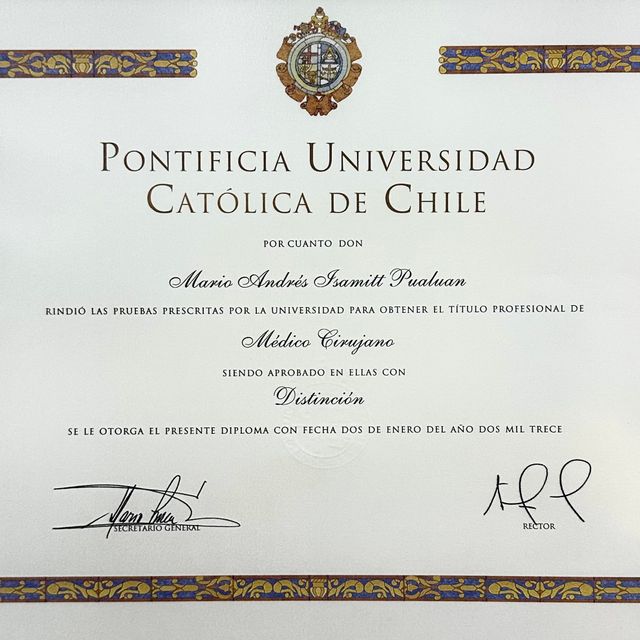 PONTIFICIA UNIVERSIDAD
CATÓLICA DE CHILE
POR CUANTO DON
Mario Andrés Isamitt Pualuan
RINDIÓ LAS PRUEBAS PRESCRITAS POR LA UNIVERSIDAD PARA OBTENER EL TÍTULO PROFESIONAL DE
Médico Cirujano
SIENDO APROBADO EN ELLAS CON
Distinción
SE LE OTORGA EL PRESENTE DIPLOMA CON FECHA DOS DE ENERO DEL AÑO DOS MIL TRECE
SECRETARIO GENERAL
RECTOR